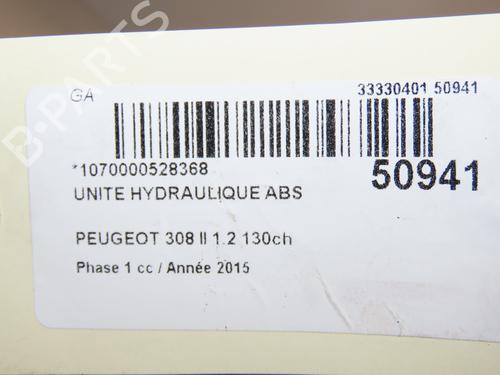 GA
33330401 50941
*1070000528368
50941
UNITE HYDRAULIQUE ABS
PEUGEOT 308 II 1.2 130ch
Phase 1 cc / Année 2015
B-PARTS